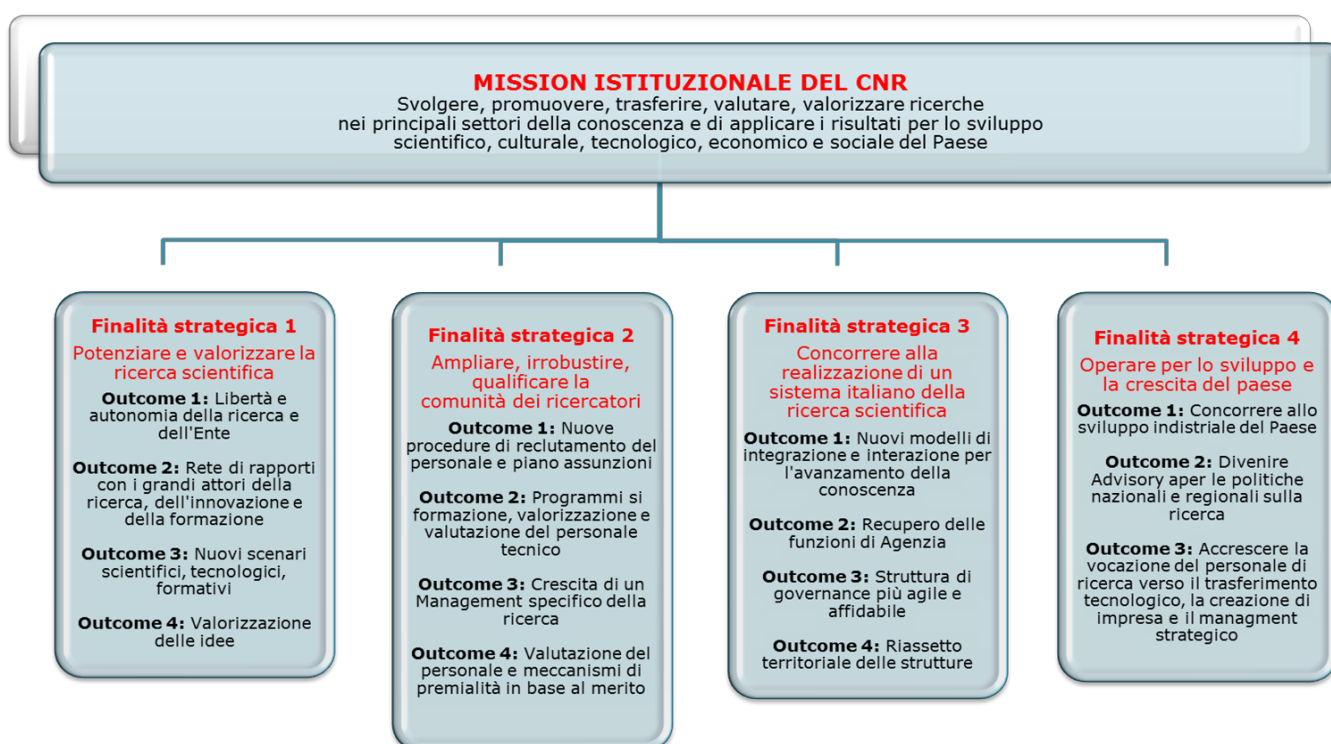 MISSION ISTITUZIONALE DEL CNR
Svolgere, promuovere, trasferire, valutare, valorizzare ricerche
nei principali settori della conoscenza e di applicare i risultati per lo sviluppo
scientifico, culturale, tecnologico, economico e sociale del Paese
Finalità strategica 1
Potenziare e valorizzare la
ricerca scientifica
Outcome 1: Libertà e
autonomia della ricerca e
dell'Ente
Outcome 2: Rete di rapporti
con i grandi attori della
ricerca, dell'innovazione e
della formazione
Outcome 3: Nuovi scenari
scientifici, tecnologici,
formativi
Outcome 4: Valorizzazione
delle idee
Finalità strategica 2
Ampliare, irrobustire,
qualificare la
comunità dei ricercatori
Outcome 1: Nuove
procedure di reclutamento del
personale e piano assunzioni
Outcome 2: Programmi si
formazione, valorizzazione e
valutazione del personale
tecnico
Outcome 3: Crescita di un
Management specifico della
ricerca
Outcome 4: Valutazione del
personale e meccanismi di
premialità in base al merito
Finalità strategica 3
Concorrere alla
realizzazione di un
sistema italiano della
ricerca scientifica
Outcome 1: Nuovi modelli di
integrazione e interazione per
l'avanzamento della
conoscenza
Outcome 2: Recupero delle
funzioni di Agenzia
Outcome 3: Struttura di
governance più agile e
affidabile
Outcome 4: Riassetto
territoriale delle strutture
Finalità strategica 4
Operare per lo sviluppo e
la crescita del paese
Outcome 1: Concorrere allo
sviluppo indistriale del Paese
Outcome 2: Divenire
Advisory aper le politiche
nazionali e regionali sulla
ricerca
Outcome 3: Accrescere la
vocazione del personale di
ricerca verso il trasferimento
tecnologico, la creazione di
impresa e il managment
strategico